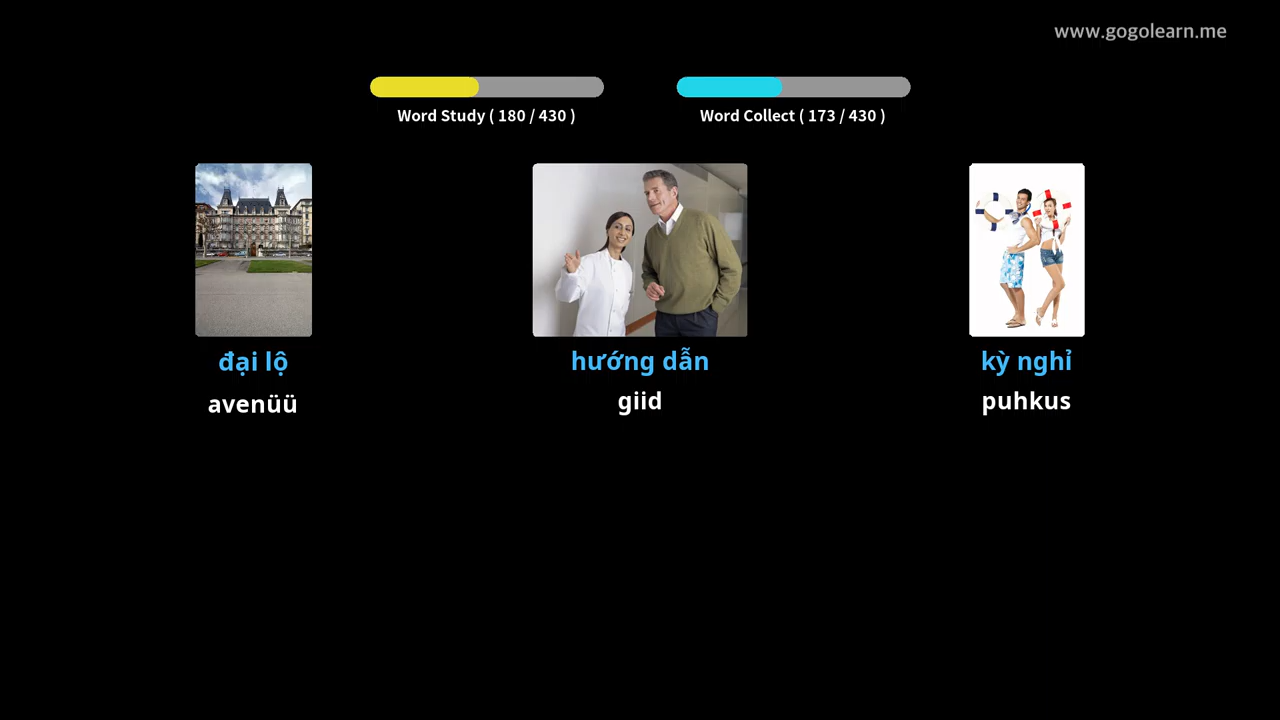 www.gogolearn.me
Word Study ( 180 / 430 )
Word Collect ( 173 / 430 )
đại lộ
hướng dẫn
kỳ nghỉ
avenüü
giid
puhkus